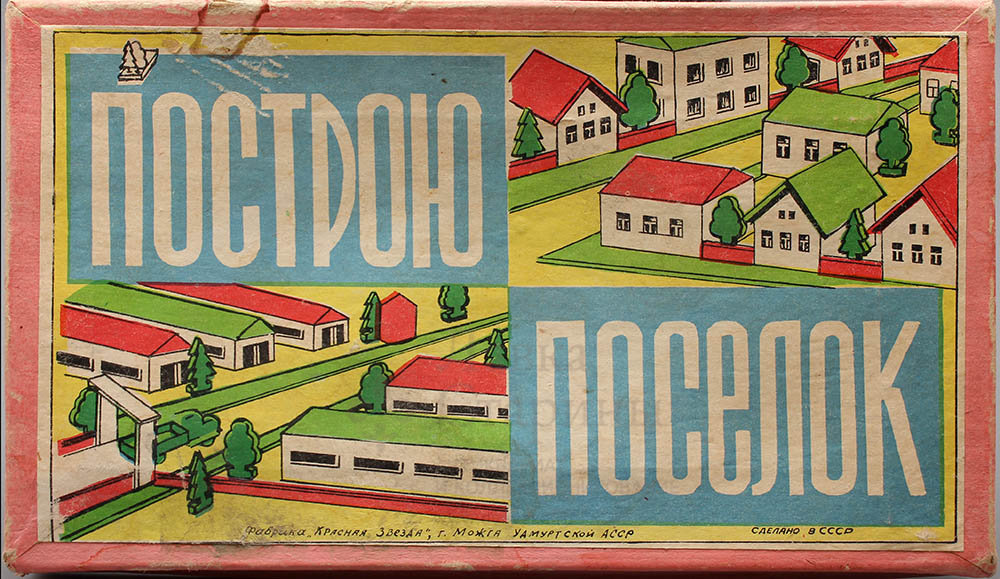 ПОСТРОЮ
ПОСЕЛОК
Фабрика „Красная Звезда", г. Можга Удмуртской АССР
СДЕЛАНО В СССР